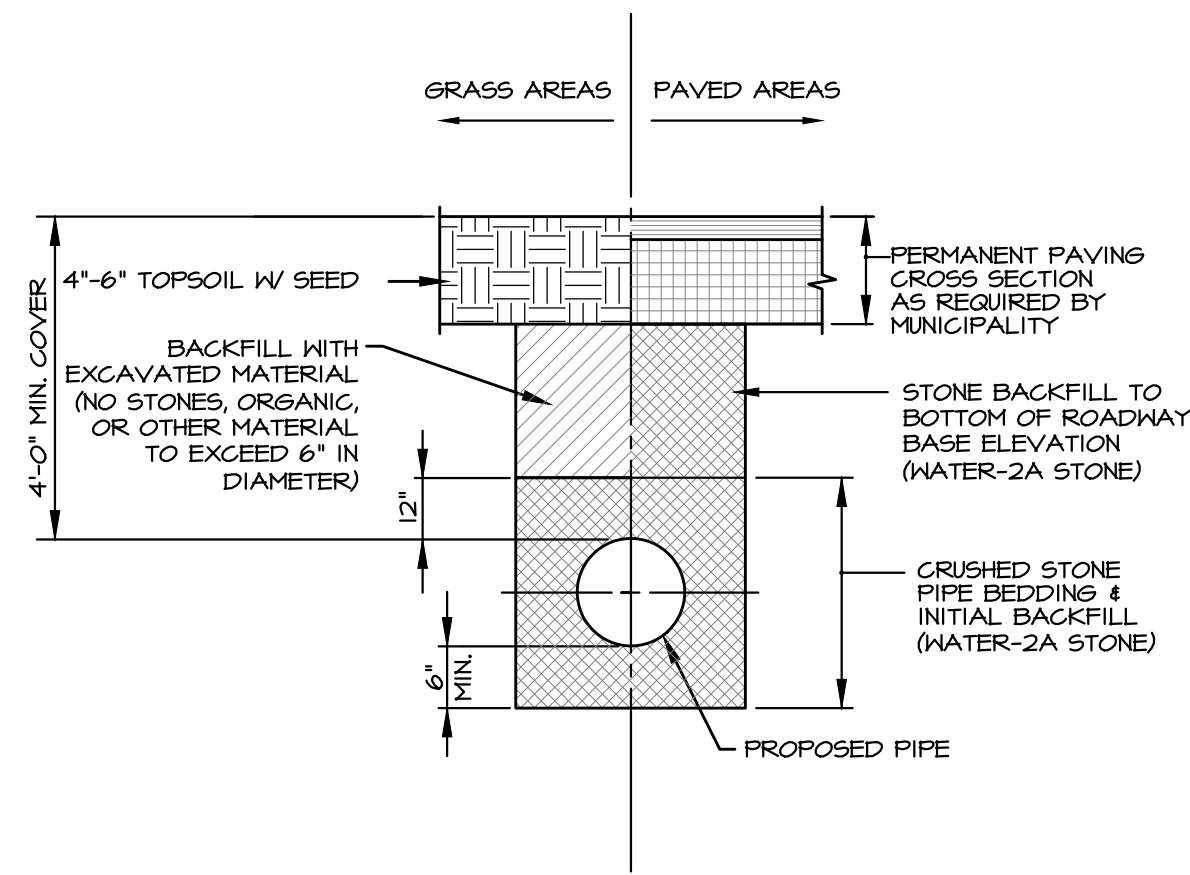 GRASS AREAS
PAVED AREAS
4'-0" MIN. COVER
4"-6" TOPSOIL W/ SEED
BACKFILL WITH
EXCAVATED MATERIAL
(NO STONES, ORGANIC,
OR OTHER MATERIAL
TO EXCEED 6" IN
DIAMETER)
12"
6"
MIN.
PERMANENT PAVING
CROSS SECTION
AS REQUIRED BY
MUNICIPALITY
STONE BACKFILL TO
BOTTOM OF ROADWAY
BASE ELEVATION
(WATER-2A STONE)
CRUSHED STONE
PIPE BEDDING &
INITIAL BACKFILL
(WATER-2A STONE)
PROPOSED PIPE